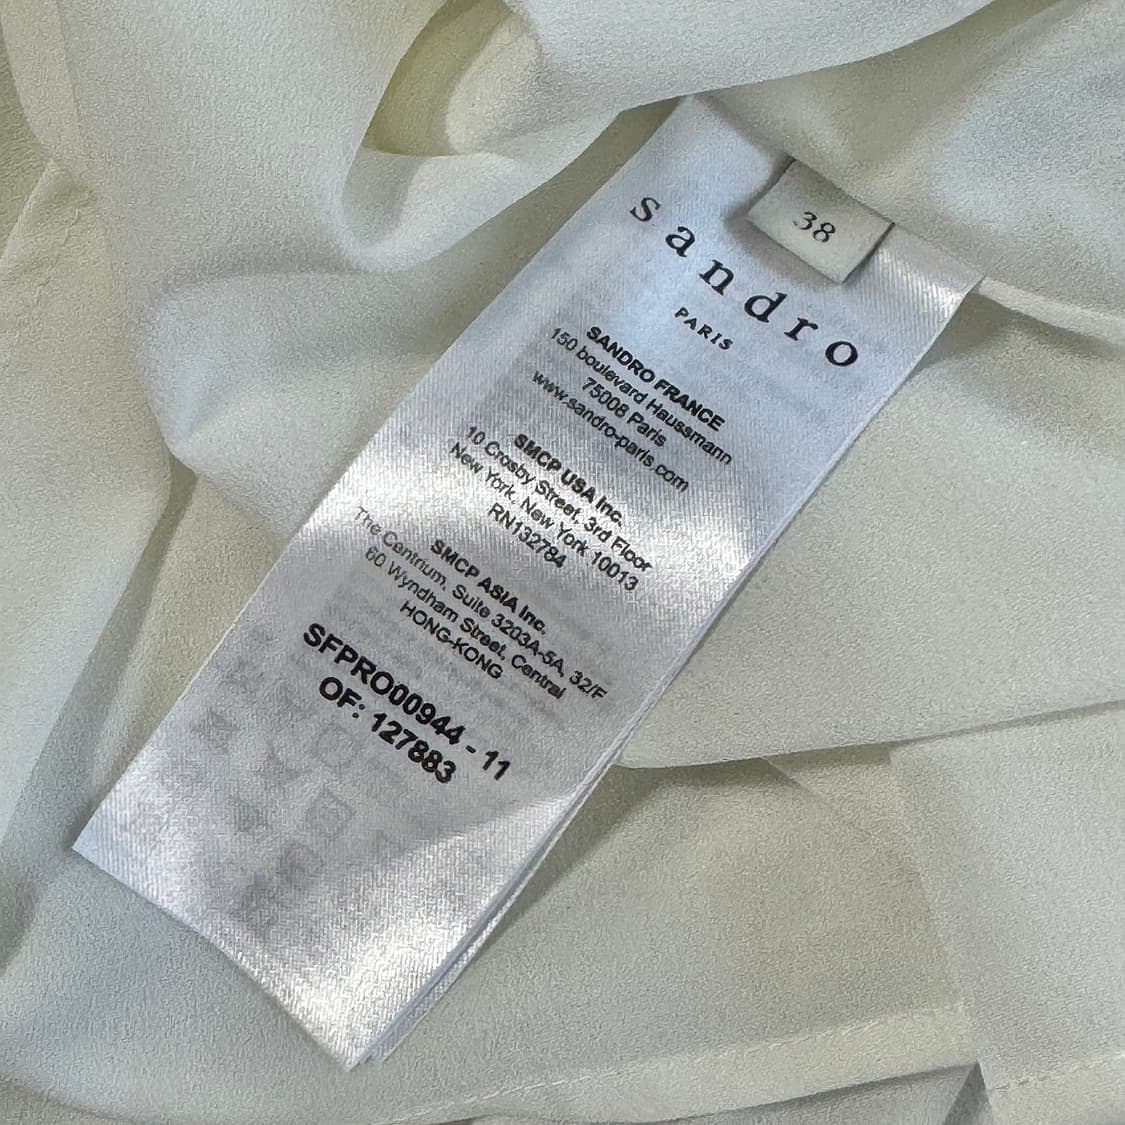 38
sandro
PARIS
SANDRO FRANCE
150 boulevard Haussmann
75008 Paris
www.sandro-paris.com
SMCP USA Inc.
10 Crosby Street, 3rd Floor
New York, New York 10013
RN132784
SMCP ASIA Inc.
The Centrium, Suite 3203A-5A, 32/F
60 Wyndham Street, Central
HONG-KONG
SFPRO00944 - 11
OF: 127883